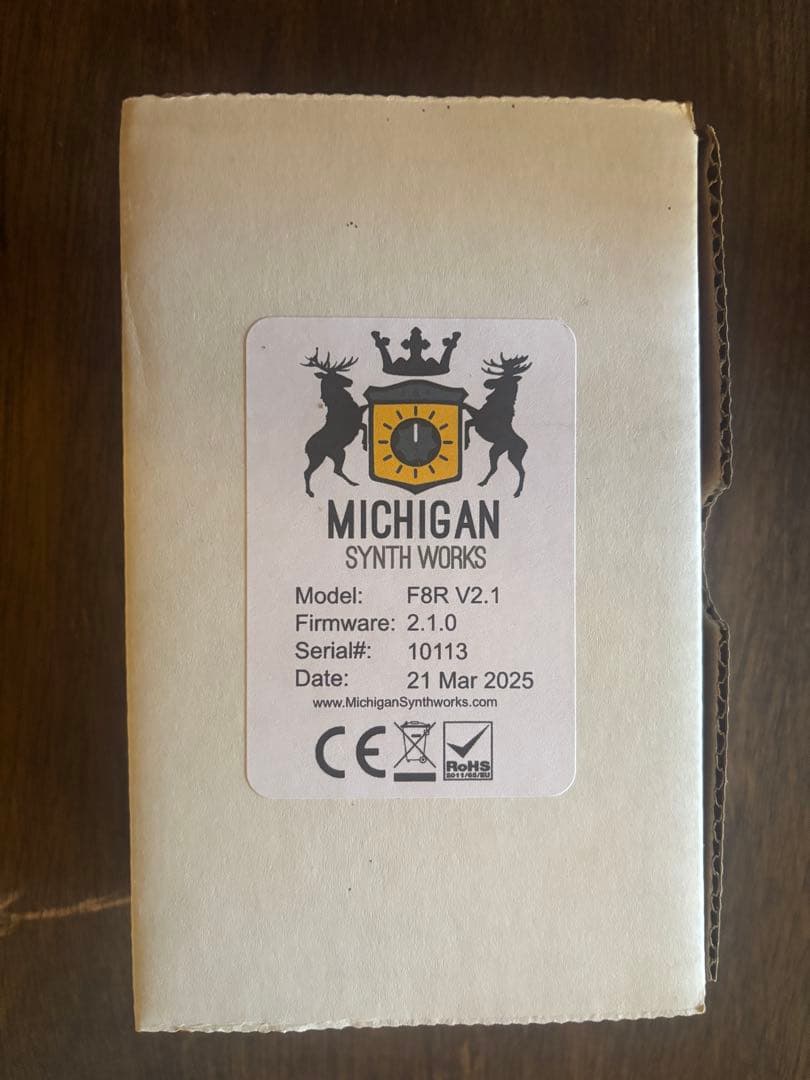 MICHIGAN
SYNTH WORKS
Model: F8R V2.1
Firmware: 2.1.0
Serial#: 10113
Date: 21 Mar 2025
www.MichiganSynthworks.com
CE
RoHS
2011/65/EU